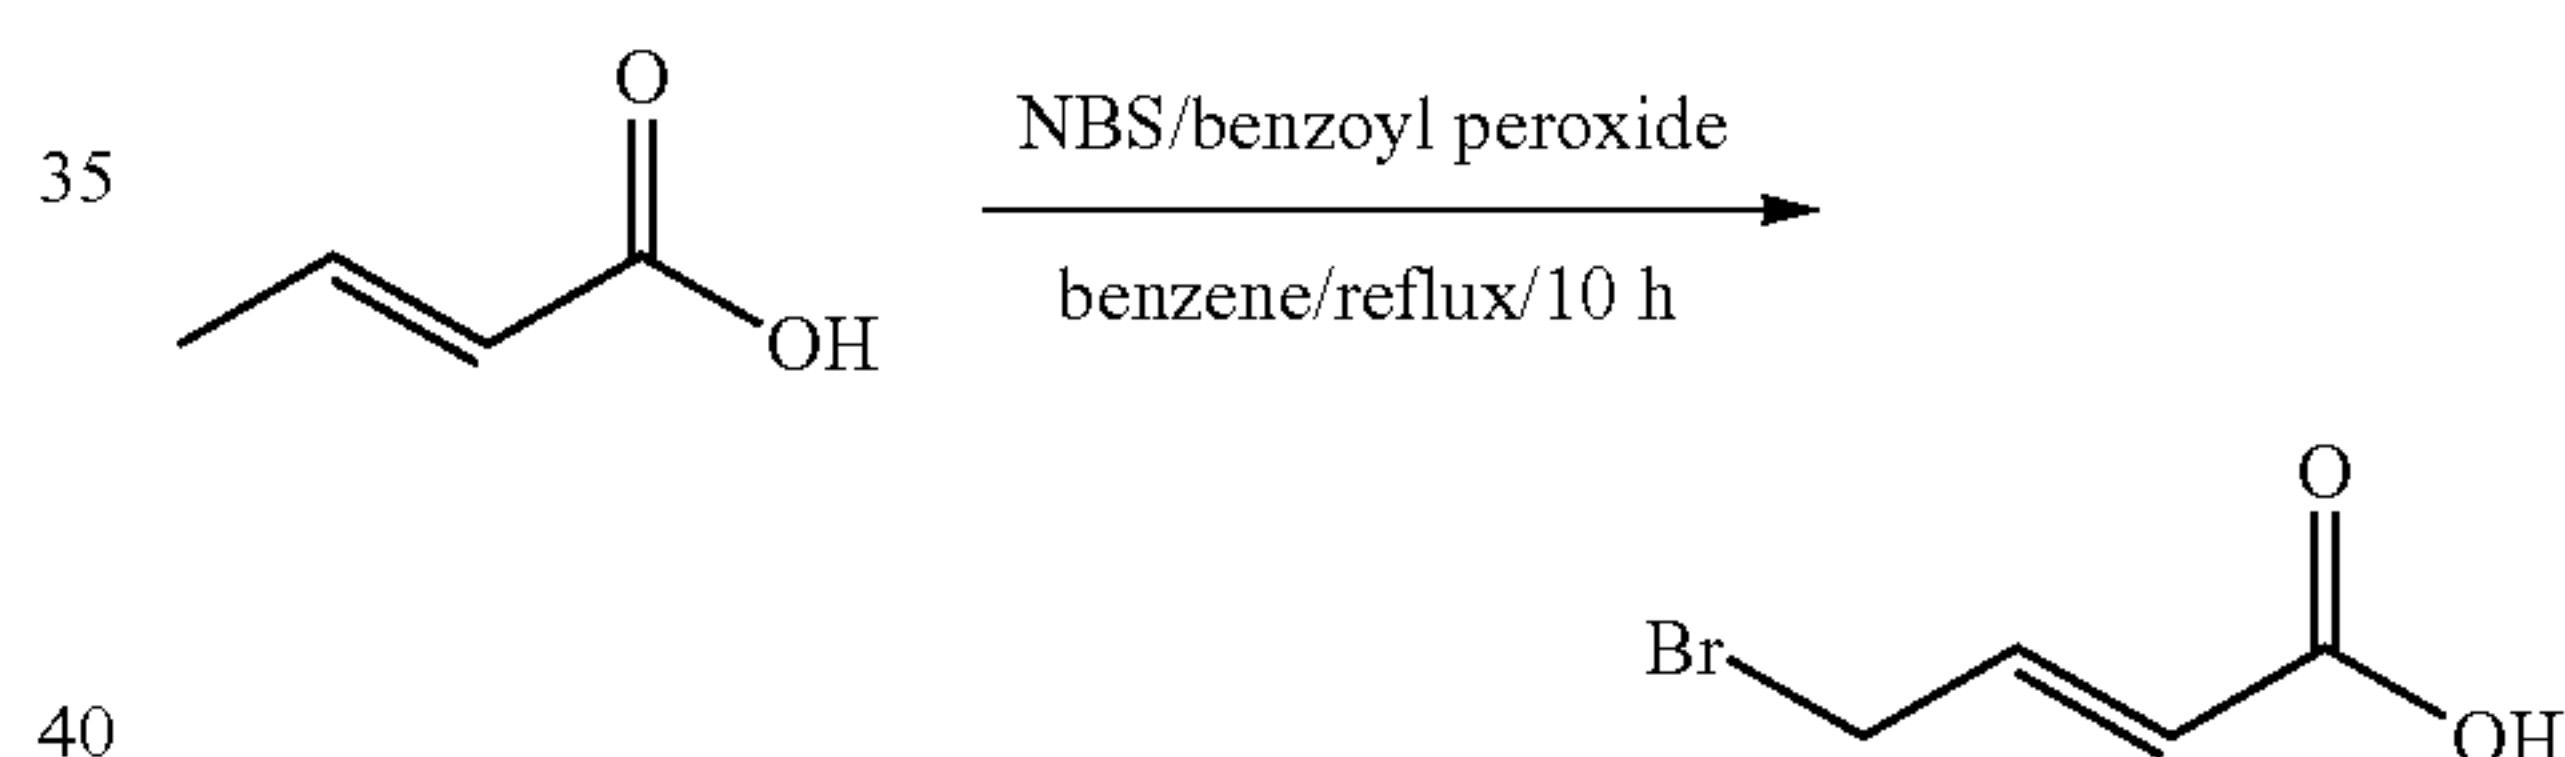 O
NBS/benzoyl peroxide
35
benzene/reflux/10 h
OH
O
Br
40
OH